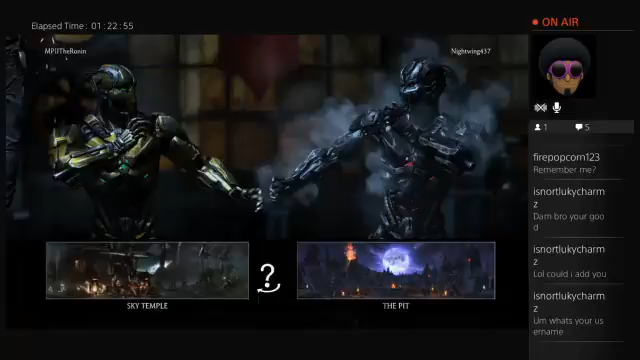 Elapsed Time : 01:22:55
ON AIR
MPIJTheRonin
Nightwing437
1
5
firepopcorn123
Remember me?
isnortlukycharm
z
Dam bro your goo
d
isnortlukycharm
z
Lol could i add you
isnortlukycharm
z
Um whats your us
ername
?
SKY TEMPLE
THE PIT